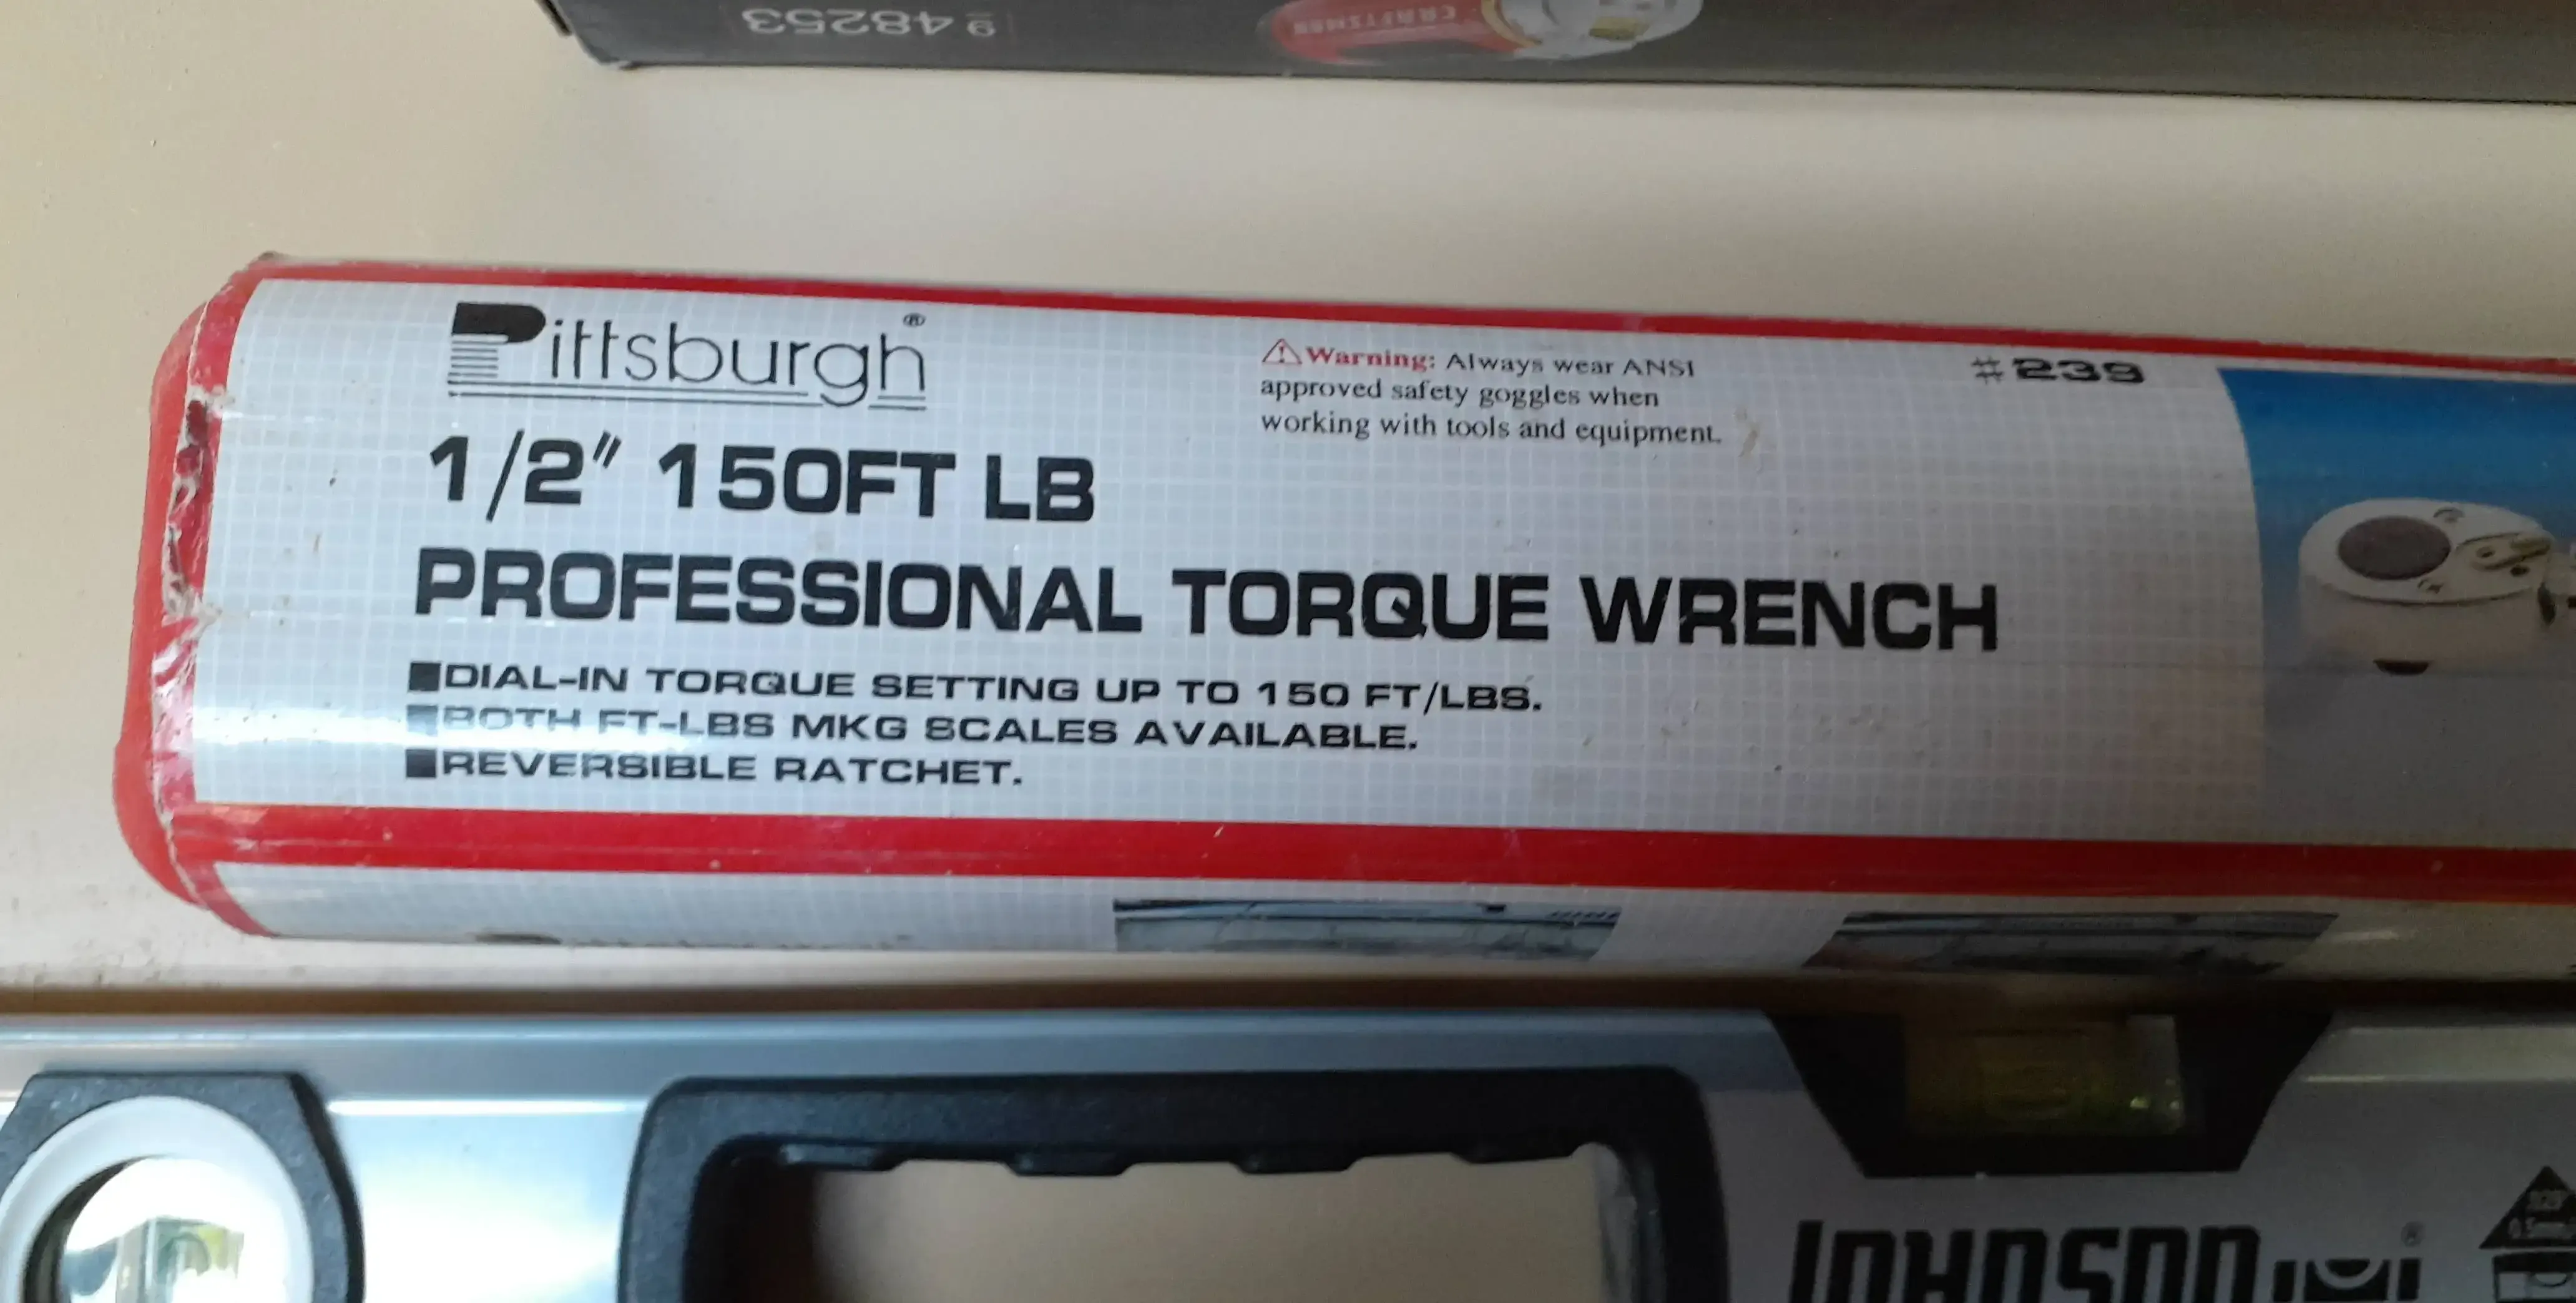 9 48253
CRAFTSMAN
Pittsburgh®
⚠ Warning: Always wear ANSI
approved safety goggles when
working with tools and equipment.
#239
1/2" 150FT LB
PROFESSIONAL TORQUE WRENCH
■DIAL-IN TORQUE SETTING UP TO 150 FT/LBS.
■BOTH FT-LBS MKG SCALES AVAILABLE.
■REVERSIBLE RATCHET.
JOHNSON
®